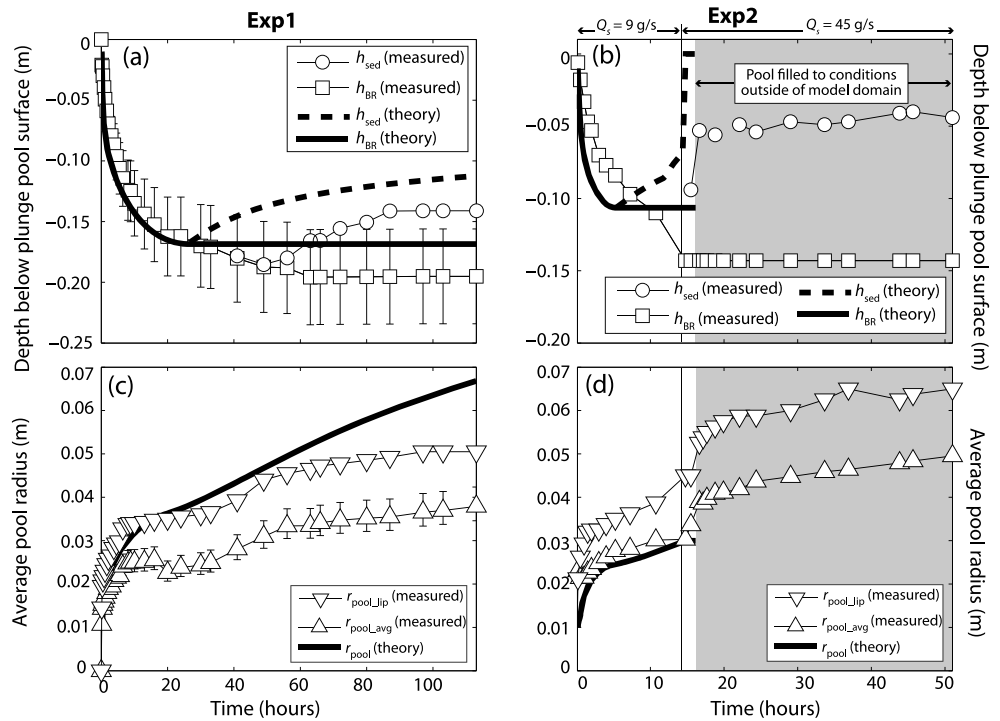 Exp1
Exp2
Qs = 9 g/s
Qs = 45 g/s
(a)
hsed (measured)
hBR (measured)
hsed (theory)
hBR (theory)
Depth below plunge pool surface (m)
0
−0.05
−0.10
−0.15
−0.20
−0.25
(b)
Pool filled to conditions
outside of model domain
hsed (measured)
hBR (measured)
hsed (theory)
hBR (theory)
0
−0.05
−0.10
−0.15
−0.20
Depth below plunge pool surface (m)
(c)
Average pool radius (m)
0.07
0.06
0.05
0.04
0.03
0.02
0.01
0
rpool_lip (measured)
rpool_avg (measured)
rpool (theory)
0
20
40
60
80
100
Time (hours)
(d)
0.07
0.06
0.05
0.04
0.03
0.02
0.01
0
rpool_lip (measured)
rpool_avg (measured)
rpool (theory)
0
10
20
30
40
50
Time (hours)
Average pool radius (m)